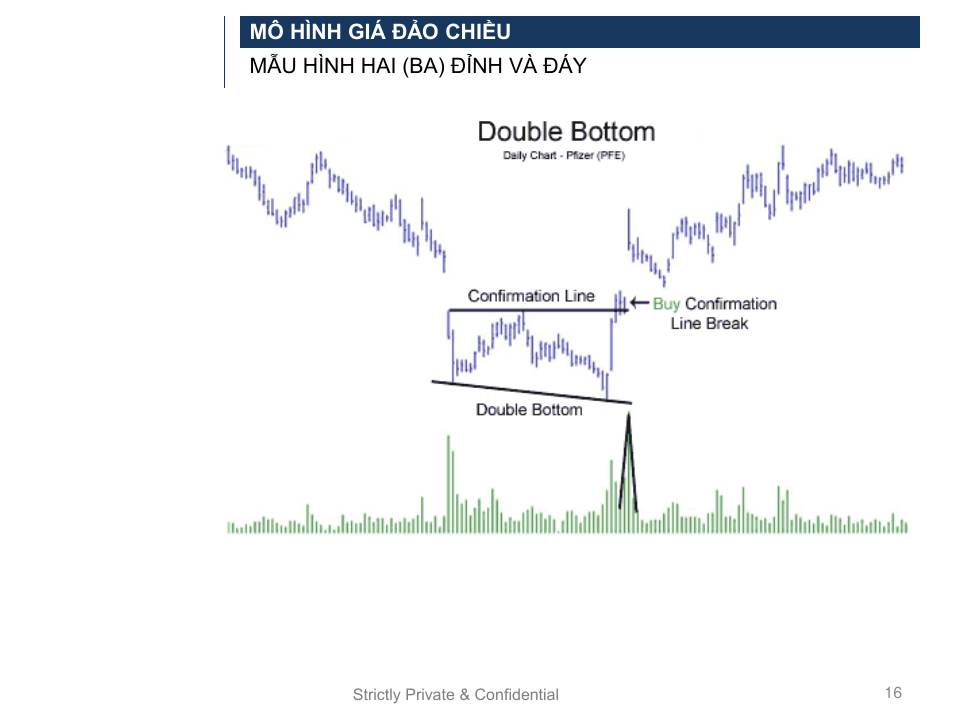 MÔ HÌNH GIÁ ĐẢO CHIỀU
MẪU HÌNH HAI (BA) ĐỈNH VÀ ĐÁY
Double Bottom
Daily Chart - Pfizer (PFE)
Confirmation Line
Buy Confirmation
Line Break
Double Bottom
Strictly Private & Confidential
16